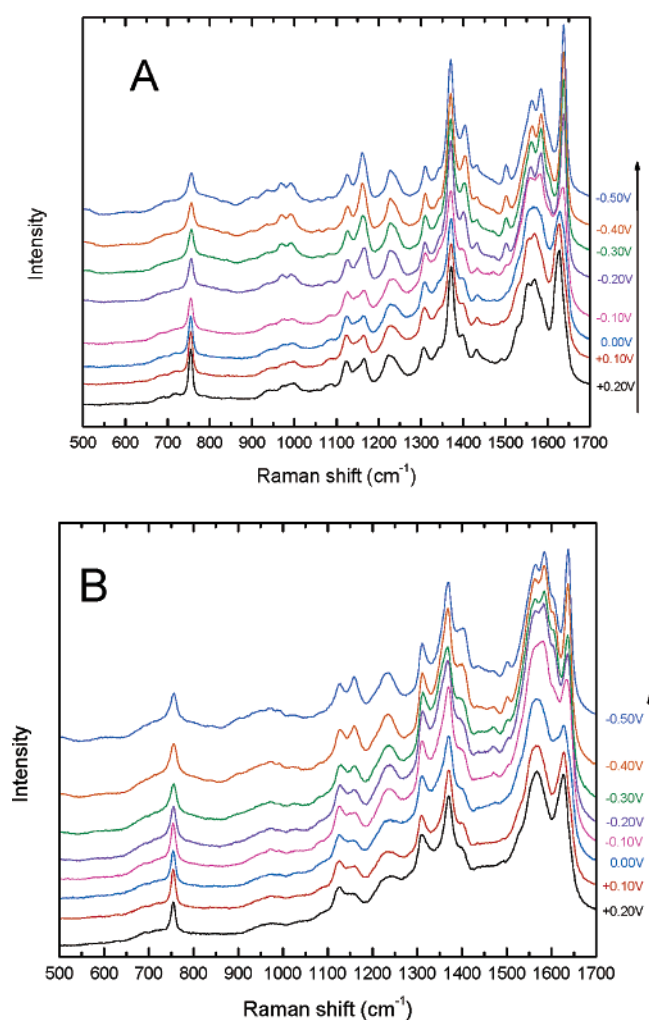 A
Intensity
-0.50V
-0.40V
-0.30V
-0.20V
-0.10V
0.00V
+0.10V
+0.20V
500 600 700 800 900 1000 1100 1200 1300 1400 1500 1600 1700
Raman shift (cm⁻¹)
B
Intensity
-0.50V
-0.40V
-0.30V
-0.20V
-0.10V
0.00V
+0.10V
+0.20V
500 600 700 800 900 1000 1100 1200 1300 1400 1500 1600 1700
Raman shift (cm⁻¹)